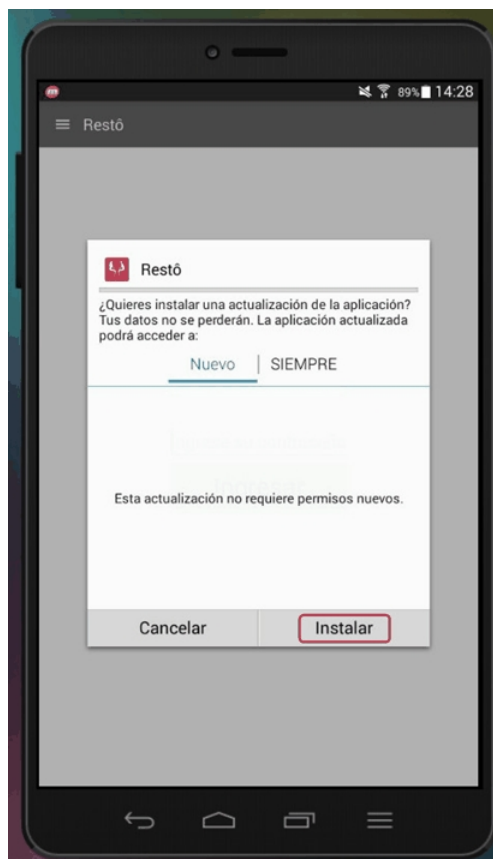 89% 14:28
Restô
Restô
¿Quieres instalar una actualización de la aplicación?
Tus datos no se perderán. La aplicación actualizada
podrá acceder a:
Nuevo SIEMPRE
Esta actualización no requiere permisos nuevos.
Cancelar Instalar